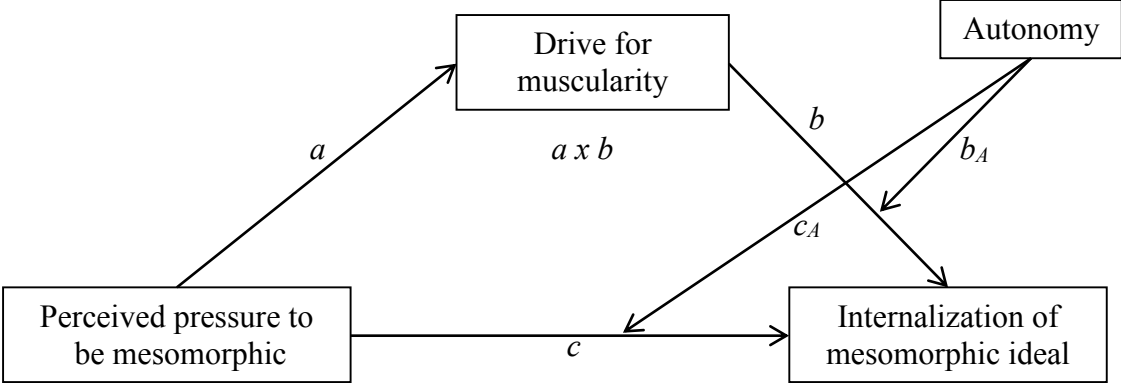 Autonomy
Drive for
muscularity
b
a
a x b
b_A
c_A
Perceived pressure to
be mesomorphic
c
Internalization of
mesomorphic ideal